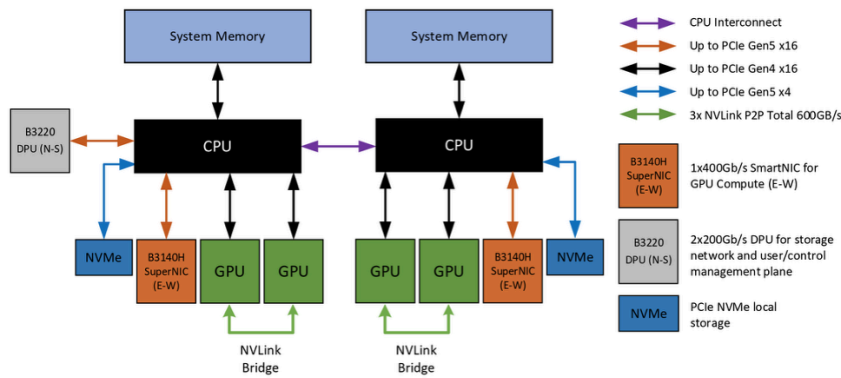 System Memory
System Memory
CPU Interconnect
Up to PCIe Gen5 x16
Up to PCIe Gen4 x16
Up to PCIe Gen5 x4
3x NVLink P2P Total 600GB/s
B3220
DPU (N-S)
CPU
CPU
B3140H
SuperNIC
(E-W)
1x400Gb/s SmartNIC for
GPU Compute (E-W)
B3220
DPU (N-S)
2x200Gb/s DPU for storage
network and user/control
management plane
NVMe
B3140H
SuperNIC
(E-W)
GPU
GPU
GPU
GPU
B3140H
SuperNIC
(E-W)
NVMe
NVMe
PCIe NVMe local
storage
NVLink
Bridge
NVLink
Bridge